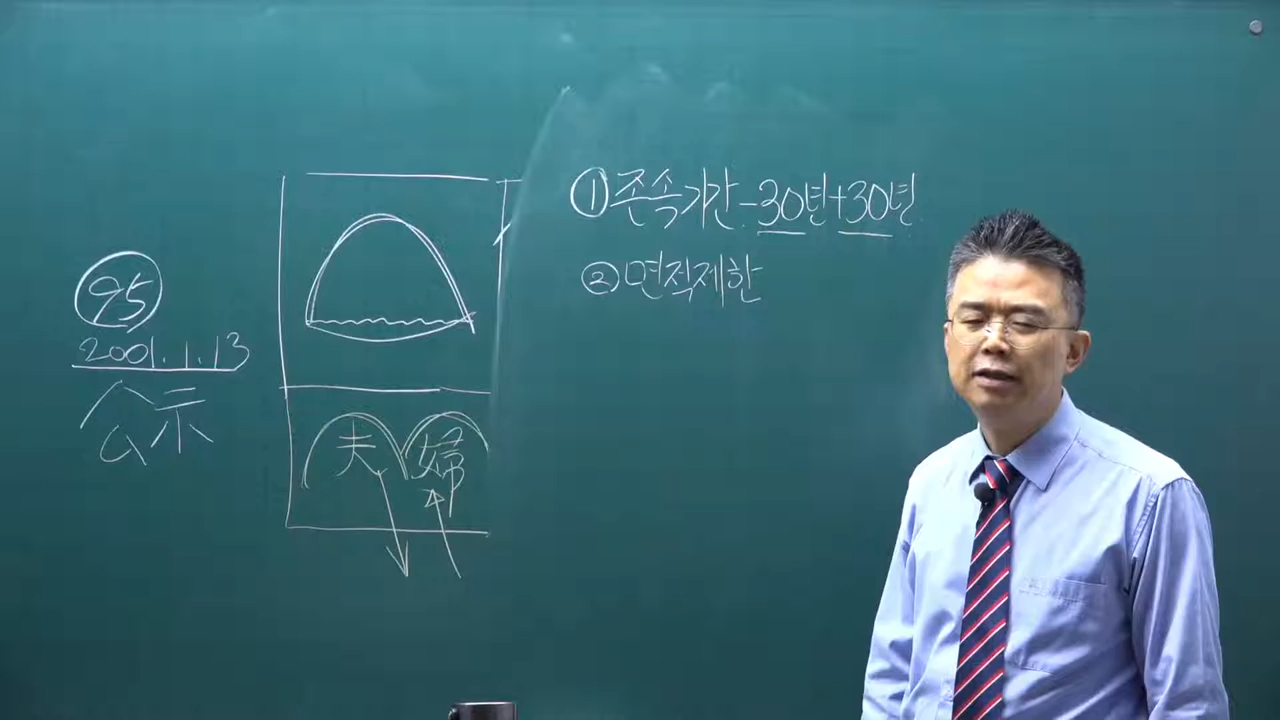 95
2001.1.13
公示
夫 婦
① 존속기간-30년+30년
② 면적제한